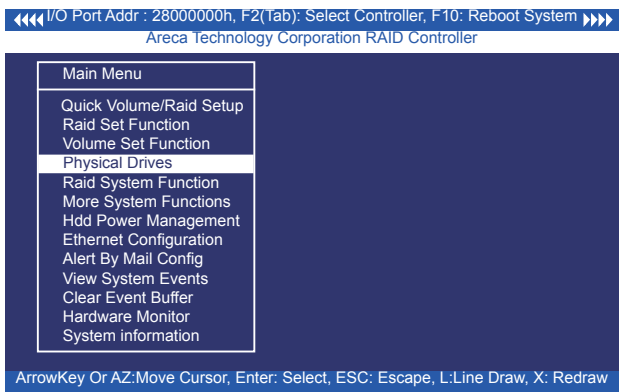 I/O Port Addr : 28000000h, F2(Tab): Select Controller, F10: Reboot System
Areca Technology Corporation RAID Controller
Main Menu
Quick Volume/Raid Setup
Raid Set Function
Volume Set Function
Physical Drives
Raid System Function
More System Functions
Hdd Power Management
Ethernet Configuration
Alert By Mail Config
View System Events
Clear Event Buffer
Hardware Monitor
System information
ArrowKey Or AZ:Move Cursor, Enter: Select, ESC: Escape, L:Line Draw, X: Redraw